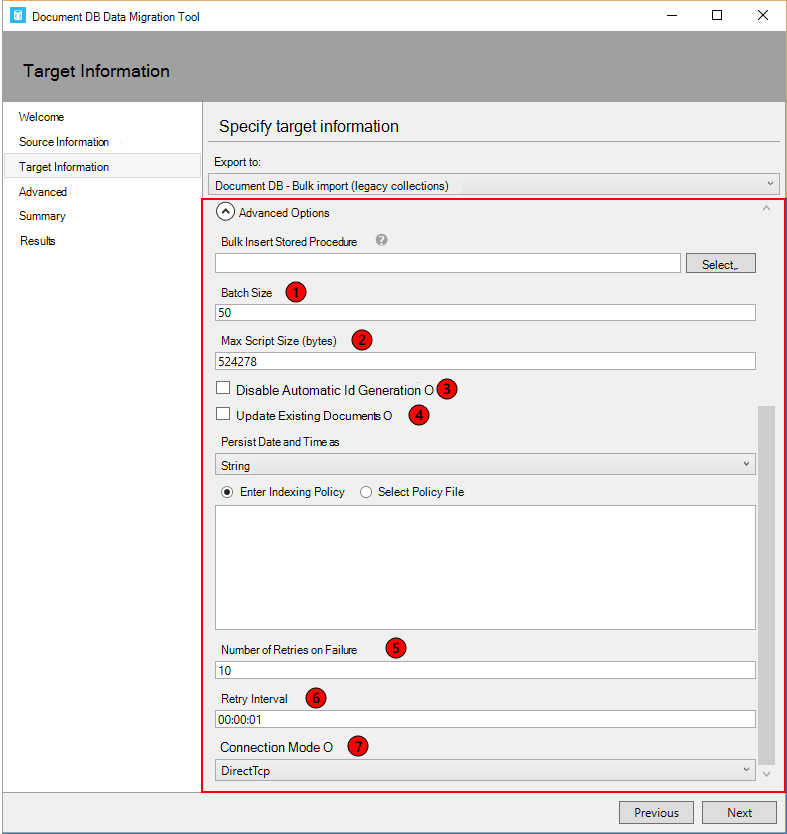 Document DB Data Migration Tool
Target Information
Welcome
Source Information
Target Information
Advanced
Summary
Results
Specify target information
Export to:
Document DB - Bulk import (legacy collections)
Advanced Options
Bulk Insert Stored Procedure ?
Select..
Batch Size 1
50
Max Script Size (bytes) 2
524278
Disable Automatic Id Generation O 3
Update Existing Documents O 4
Persist Date and Time as
String
Enter Indexing Policy Select Policy File
Number of Retries on Failure 5
10
Retry Interval 6
00:00:01
Connection Mode O 7
DirectTcp
Previous Next